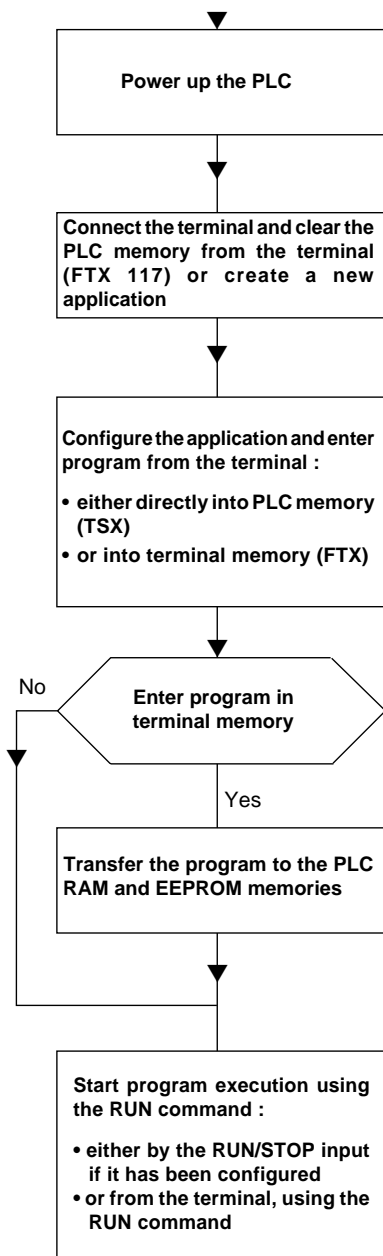 Power up the PLC
Connect the terminal and clear the
PLC memory from the terminal
(FTX 117) or create a new
application
Configure the application and enter
program from the terminal :
• either directly into PLC memory
(TSX)
• or into terminal memory (FTX)
No
Enter program in
terminal memory
Yes
Transfer the program to the PLC
RAM and EEPROM memories
Start program execution using
the RUN command :
• either by the RUN/STOP input
if it has been configured
• or from the terminal, using the
RUN command